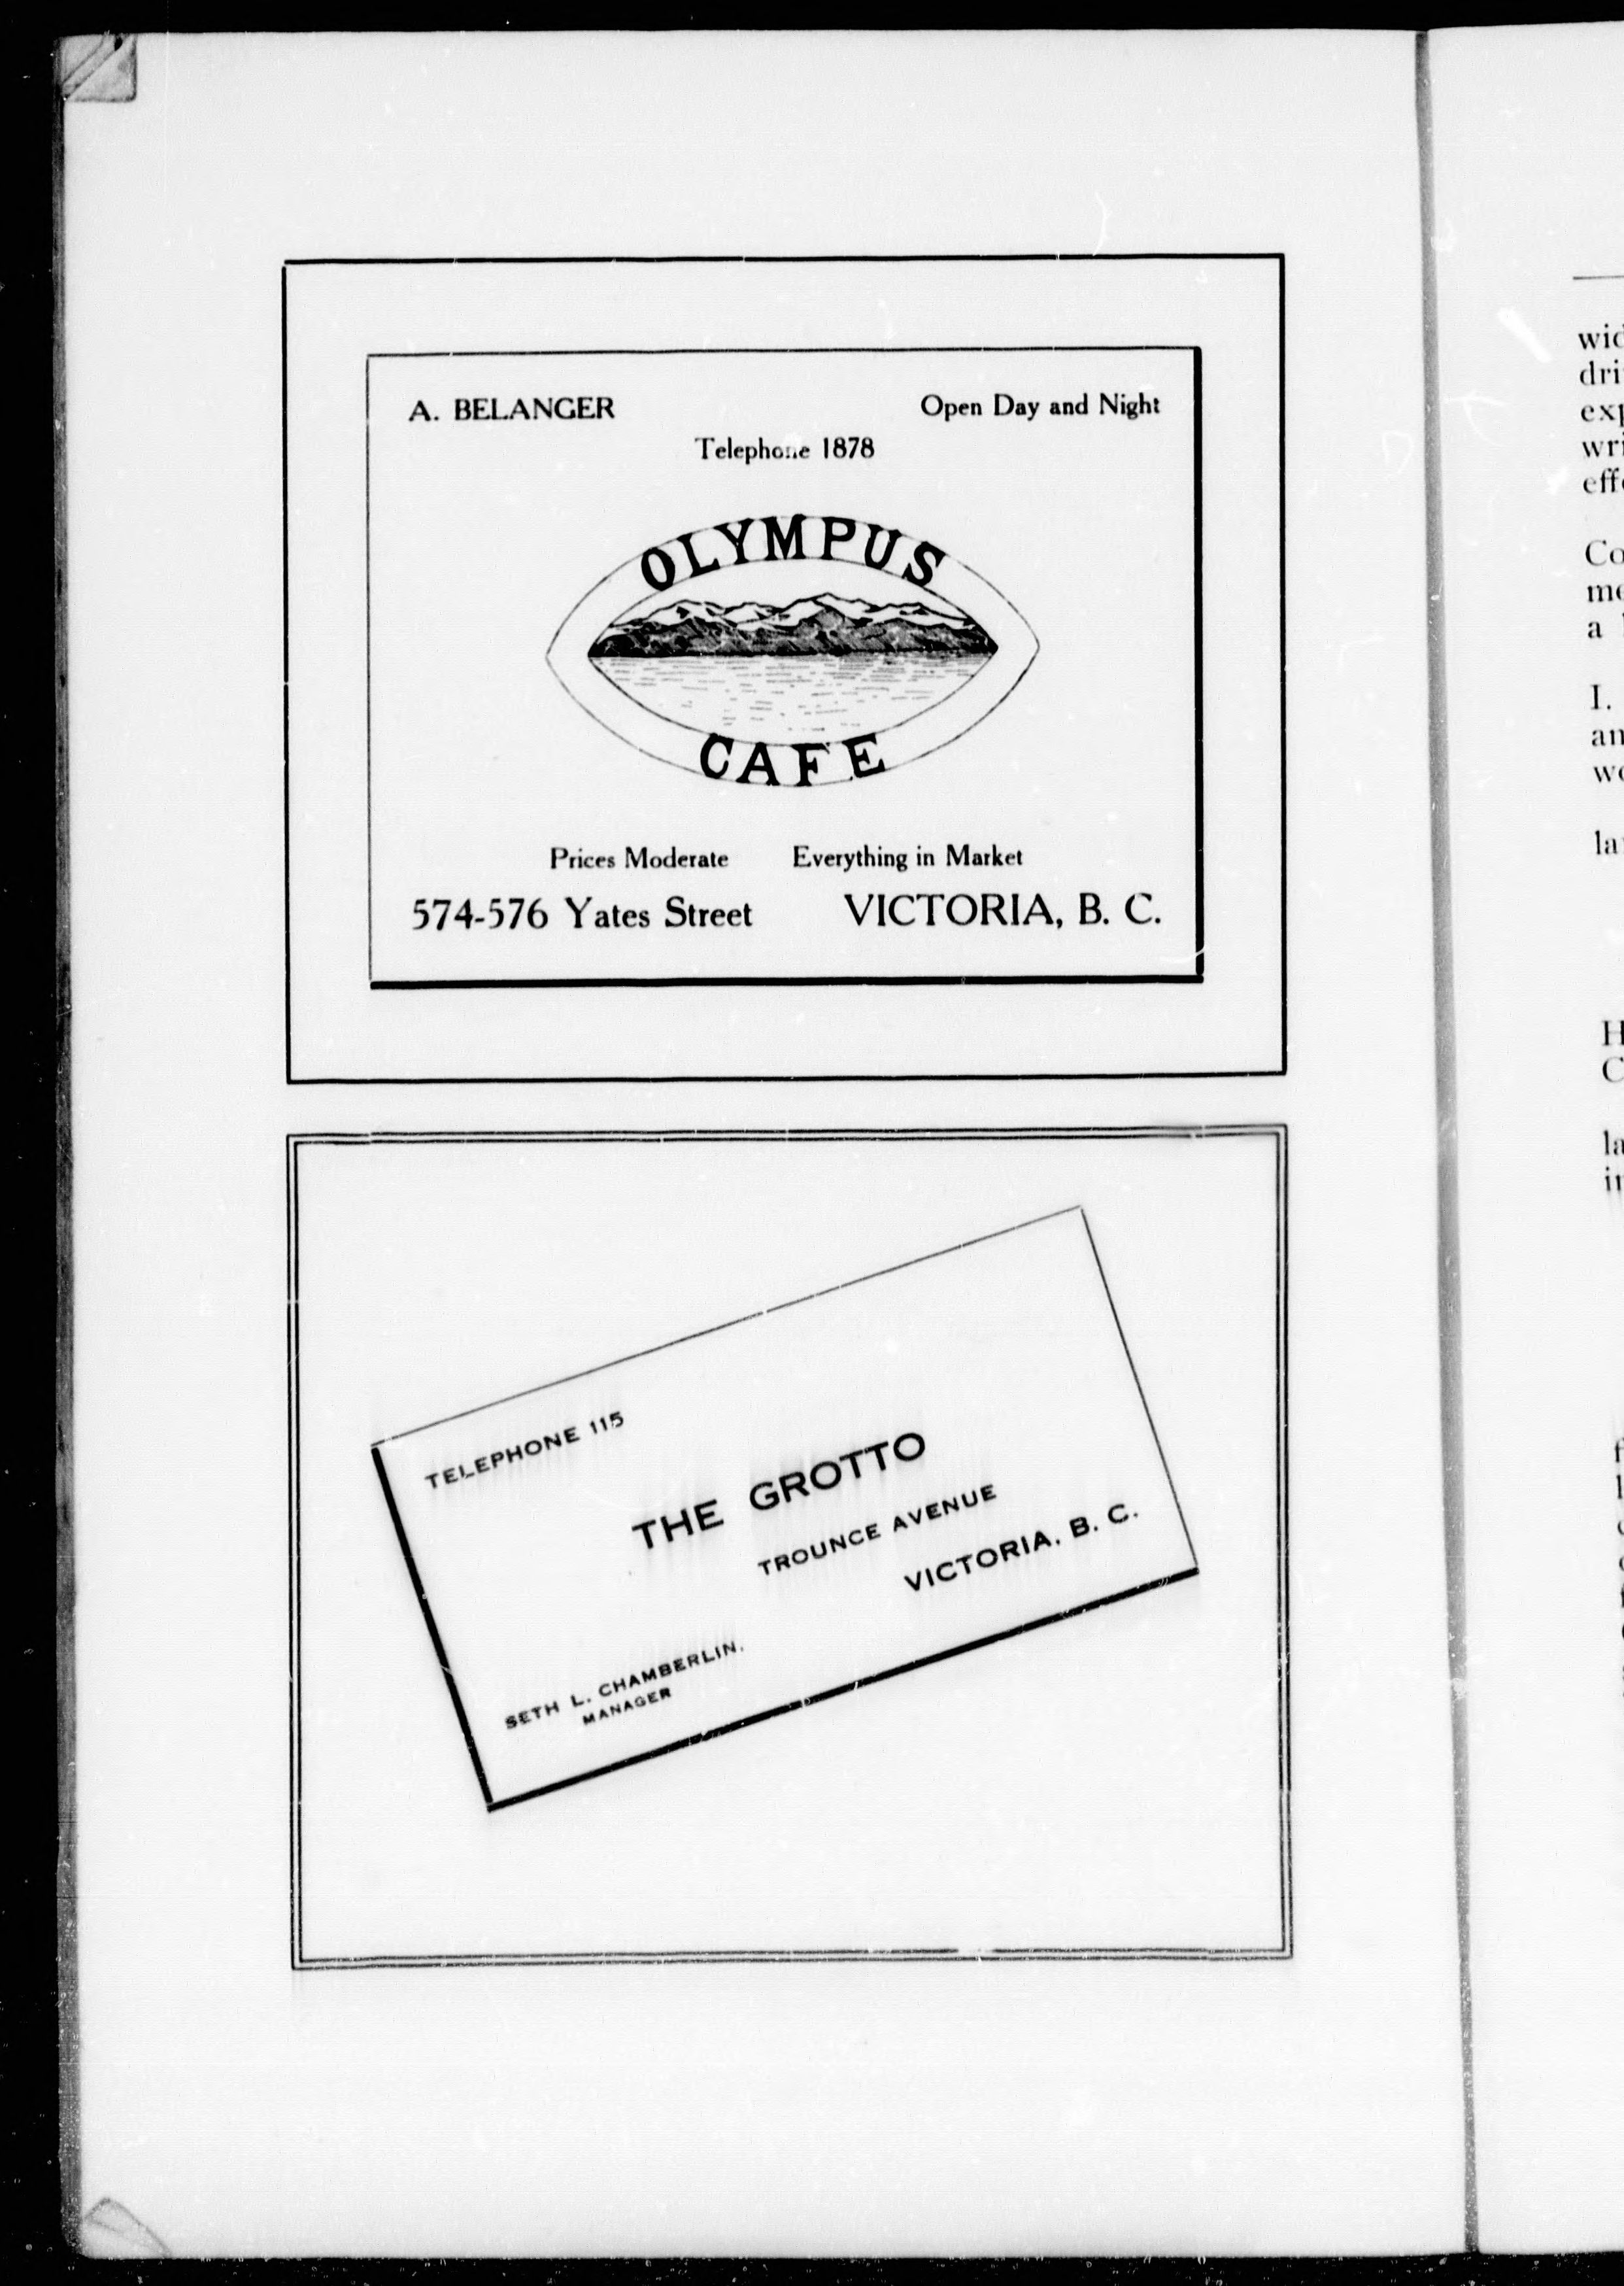 A. BELANGER Open Day and Night
Telephone 1878
OLYMPUS
CAFE
Prices Moderate Everything in Market
574-576 Yates Street VICTORIA, B. C.
TELEPHONE 115
THE GROTTO
TROUNCE AVENUE
VICTORIA, B. C.
SETH L. CHAMBERLIN,
MANAGER